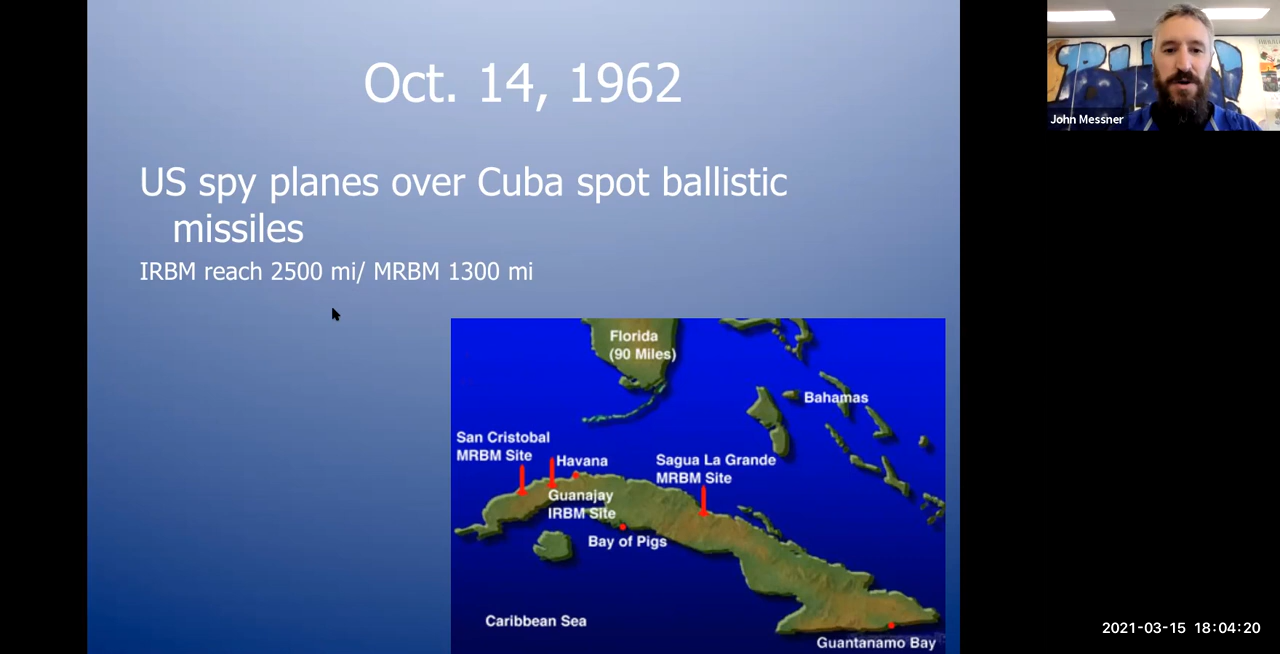 Oct. 14, 1962
US spy planes over Cuba spot ballistic
missiles
IRBM reach 2500 mi/ MRBM 1300 mi
Florida
(90 Miles)
Bahamas
San Cristobal
MRBM Site
Havana
Sagua La Grande
MRBM Site
Guanajay
IRBM Site
Bay of Pigs
Caribbean Sea
Guantanamo Bay
John Messner
2021-03-15 18:04:20